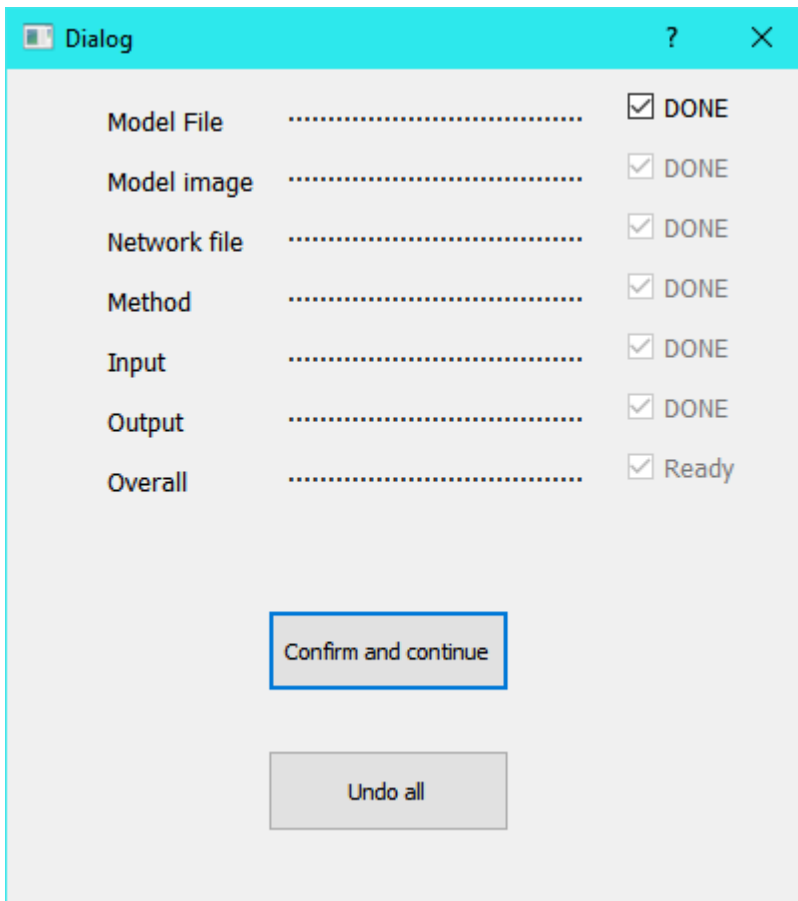 Dialog ?
Model File .................................... DONE
Model image .................................... DONE
Network file .................................... DONE
Method .................................... DONE
Input .................................... DONE
Output .................................... DONE
Overall .................................... Ready
Confirm and continue
Undo all